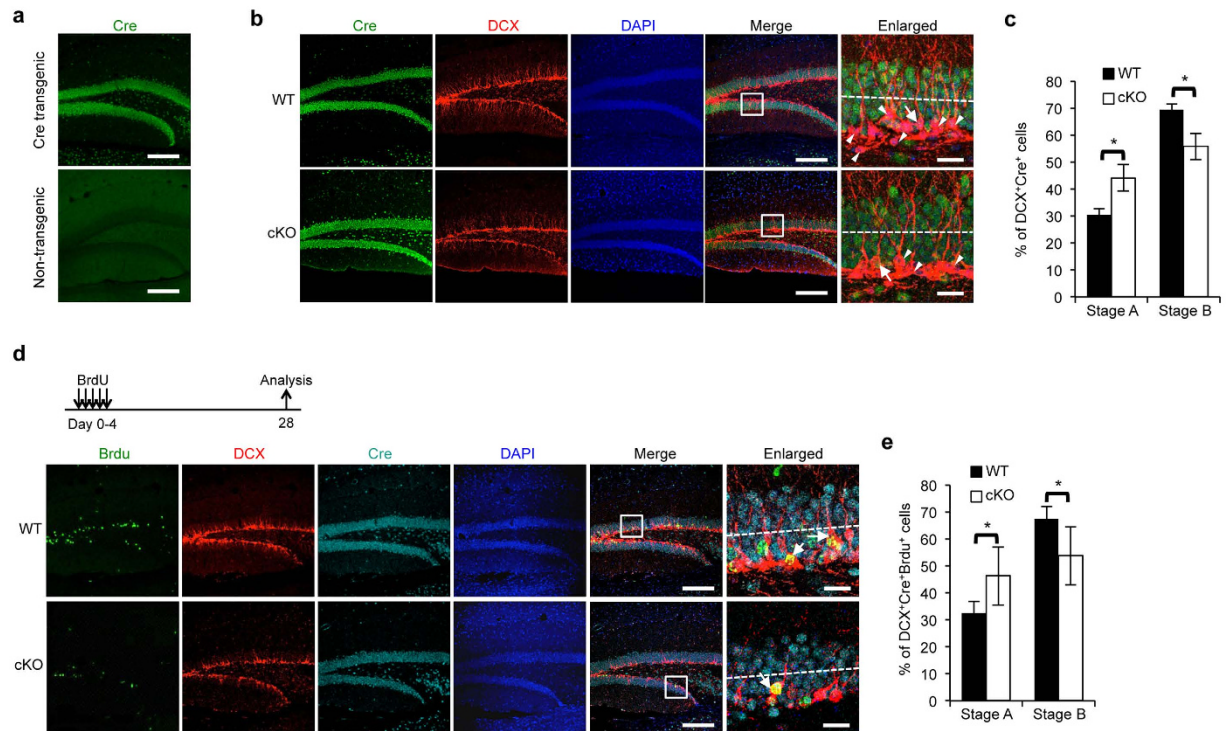 a
Cre
Cre transgenic
Non-transgenic
b
Cre DCX DAPI Merge Enlarged
WT
cKO
c
WT
cKO
% of DCX+Cre+ cells
80
70
60
50
40
30
20
10
0
* *
Stage A Stage B
d
BrdU Analysis
Day 0-4 28
Brdu DCX Cre DAPI Merge Enlarged
WT
cKO
e
WT
cKO
% of DCX+Cre+Brdu+ cells
80
70
60
50
40
30
20
10
0
* *
Stage A Stage B